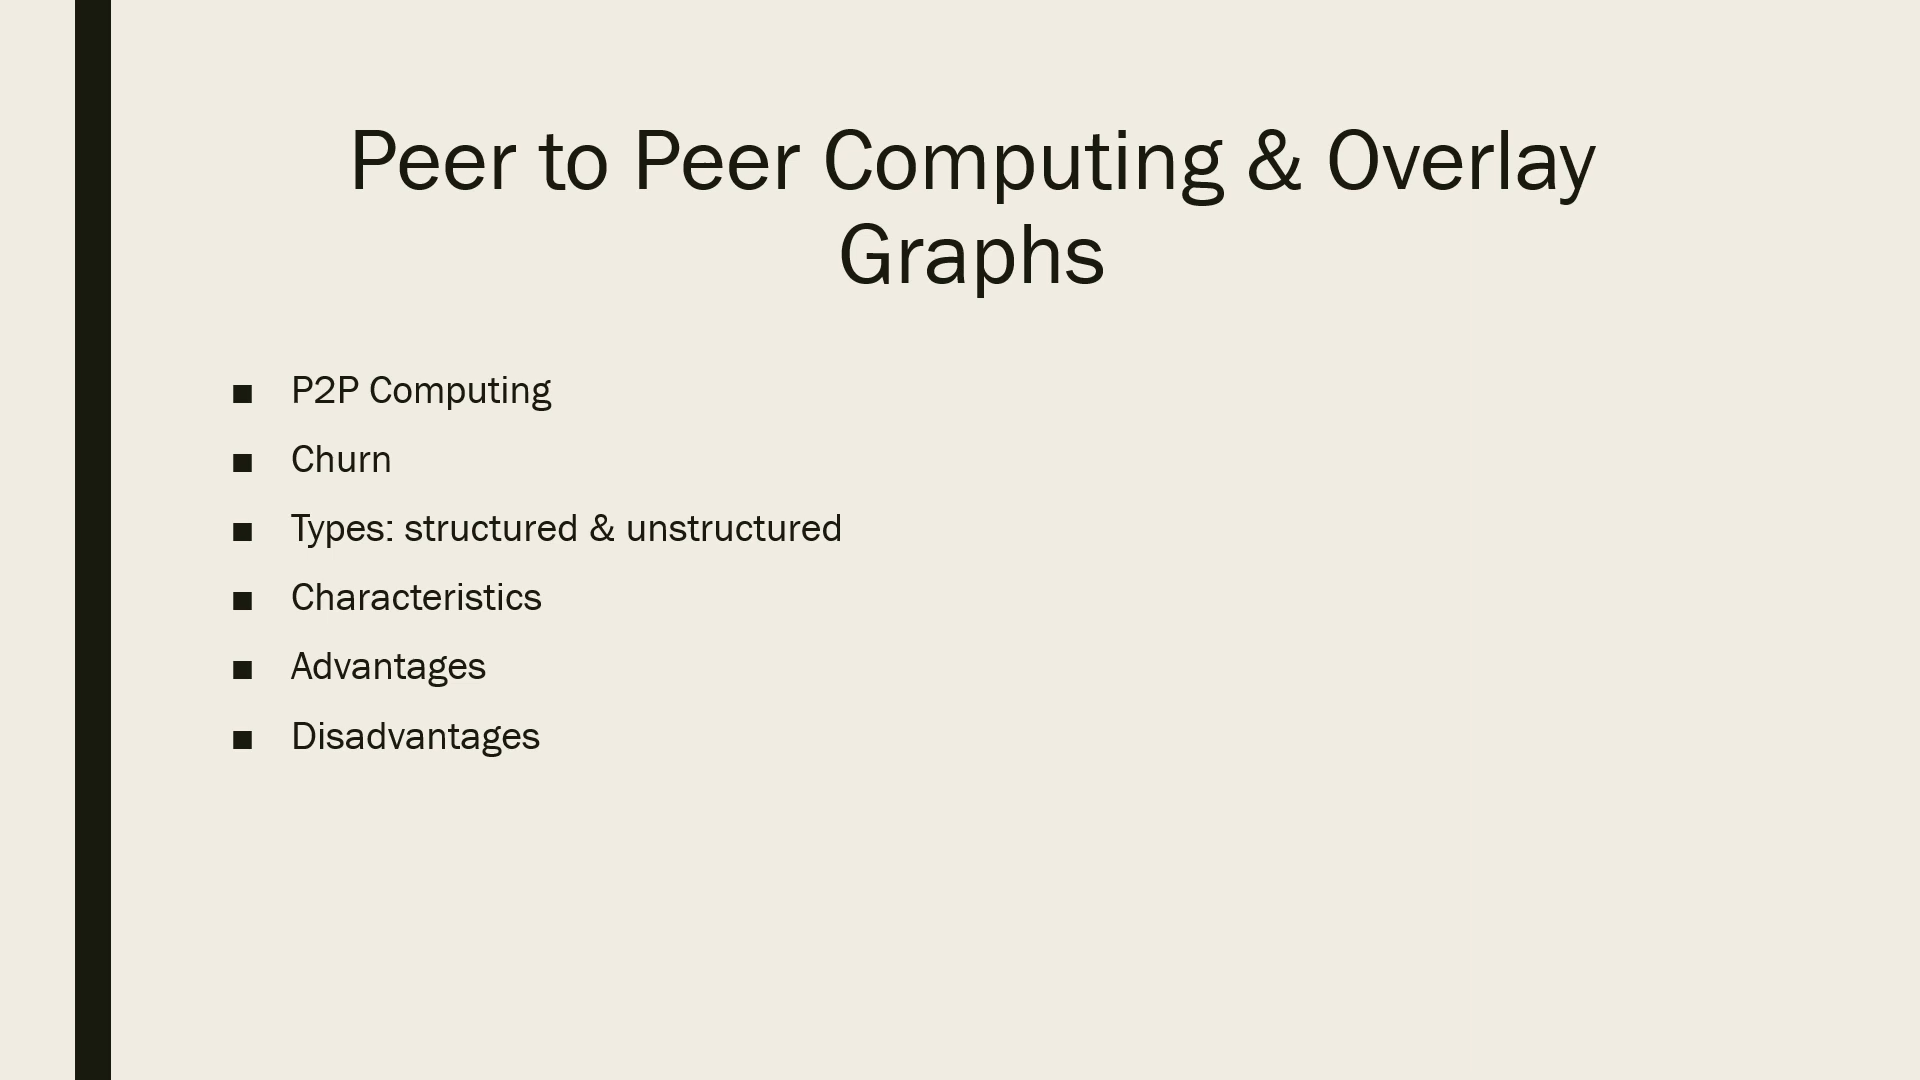 Peer to Peer Computing & Overlay
Graphs
■ P2P Computing
■ Churn
■ Types: structured & unstructured
■ Characteristics
■ Advantages
■ Disadvantages